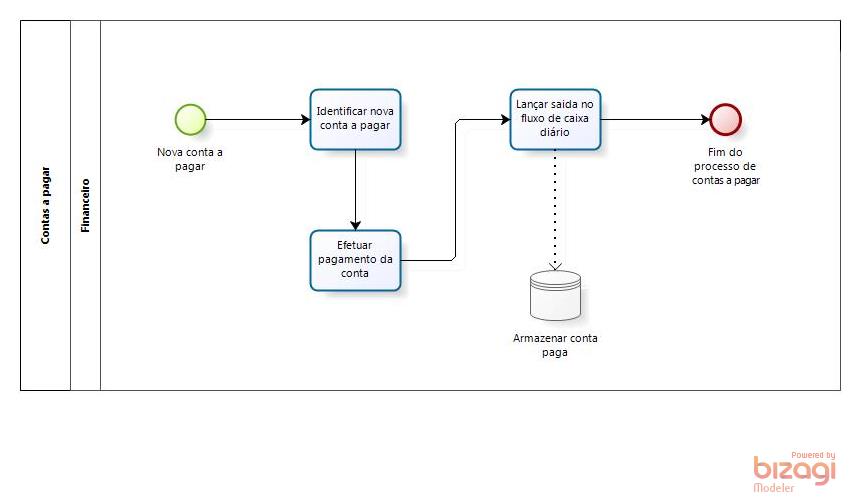 Contas a pagar
Financeiro
Nova conta a
pagar
Identificar nova
conta a pagar
Efetuar
pagamento da
conta
Lançar saida no
fluxo de caixa
diário
Armazenar conta
paga
Fim do
processo de
contas a pagar
Powered by
bizagi
Modeler